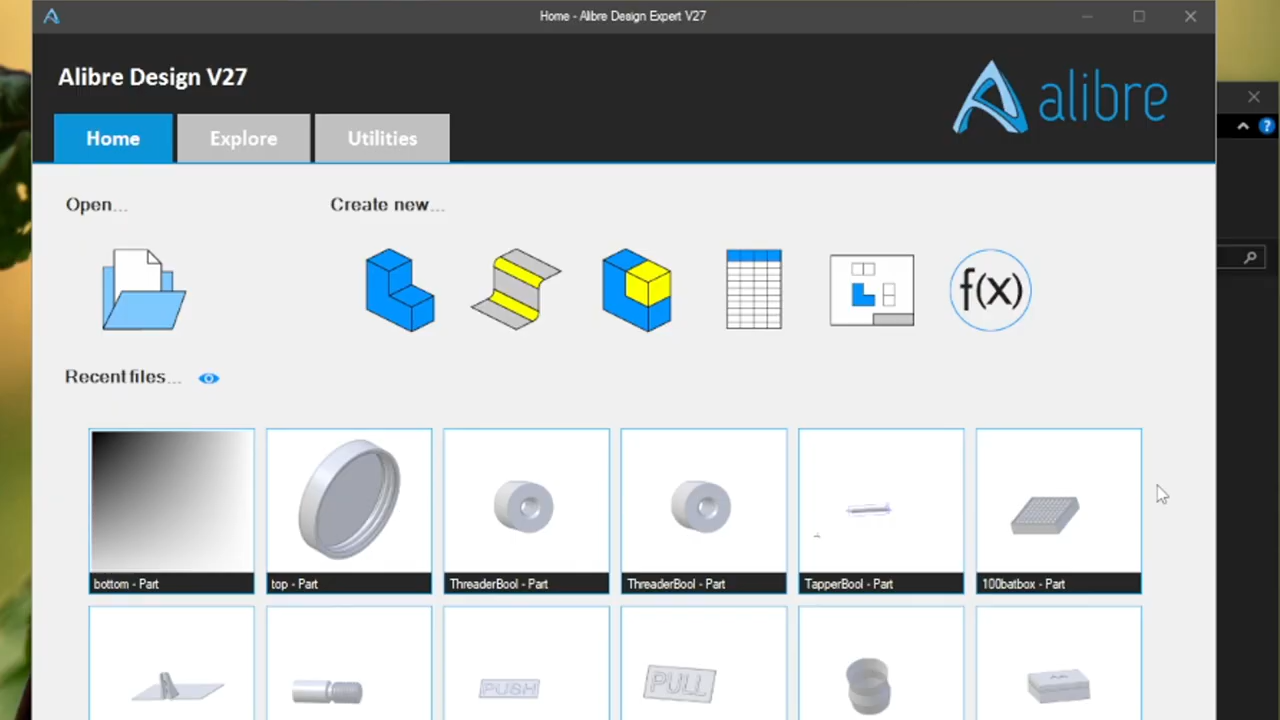 Home - Alibre Design Expert V27
Alibre Design V27
alibre
Home Explore Utilities
Open... Create new...
f(x)
Recent files...
bottom - Part top - Part ThreaderBool - Part ThreaderBool - Part TapperBool - Part 100batbox - Part
PUSH PULL